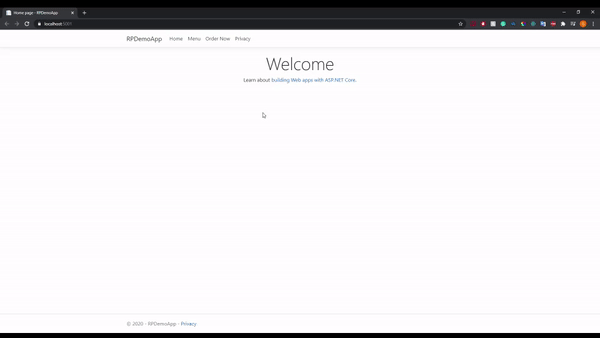 Home page - RPDemoApp
localhost:5001
RPDemoApp Home Menu Order Now Privacy
Welcome
Learn about building Web apps with ASP.NET Core.
© 2020 - RPDemoApp - Privacy